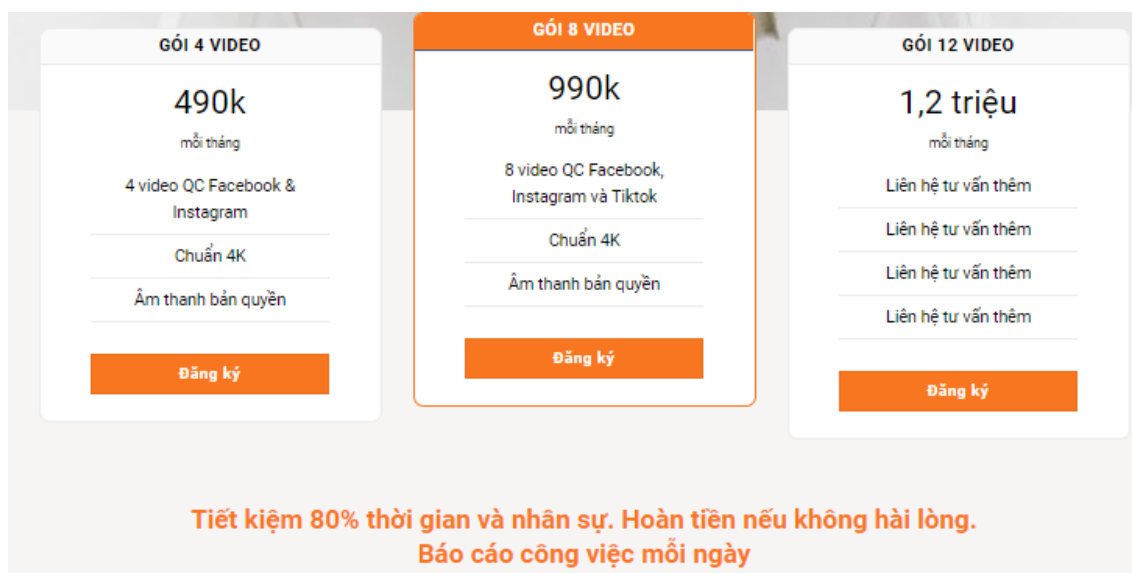 GÓI 4 VIDEO
490k
mỗi tháng
4 video QC Facebook &
Instagram
Chuẩn 4K
Âm thanh bản quyền
Đăng ký
GÓI 8 VIDEO
990k
mỗi tháng
8 video QC Facebook,
Instagram và Tiktok
Chuẩn 4K
Âm thanh bản quyền
Đăng ký
GÓI 12 VIDEO
1,2 triệu
mỗi tháng
Liên hệ tư vấn thêm
Liên hệ tư vấn thêm
Liên hệ tư vấn thêm
Liên hệ tư vấn thêm
Đăng ký
Tiết kiệm 80% thời gian và nhân sự. Hoàn tiền nếu không hài lòng.
Báo cáo công việc mỗi ngày